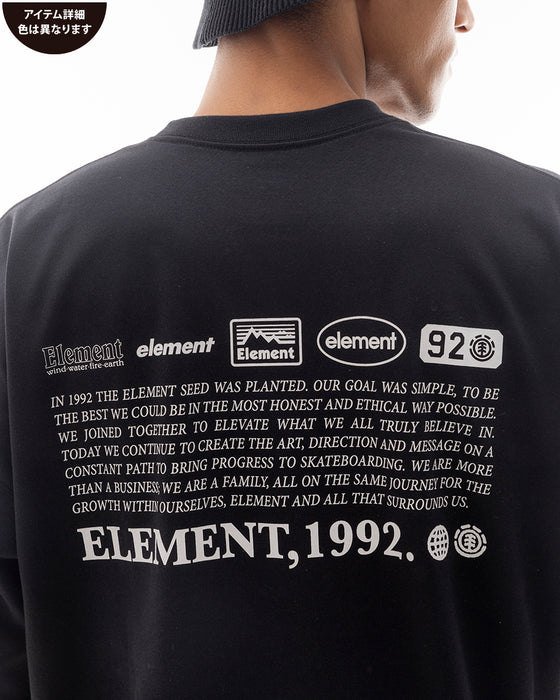 アイテム詳細
色は異なります
Element
wind·water·fire·earth
element
Element
element
92
IN 1992 THE ELEMENT SEED WAS PLANTED. OUR GOAL WAS SIMPLE, TO BE
THE BEST WE COULD BE IN THE MOST HONEST AND ETHICAL WAY POSSIBLE.
WE JOINED TOGETHER TO ELEVATE WHAT WE ALL TRULY BELIEVE IN.
TODAY WE CONTINUE TO CREATE THE ART, DIRECTION AND MESSAGE ON A
CONSTANT PATH TO BRING PROGRESS TO SKATEBOARDING. WE ARE MORE
THAN A BUSINESS; WE ARE A FAMILY, ALL ON THE SAME JOURNEY FOR THE
GROWTH WITHIN OURSELVES, ELEMENT AND ALL THAT SURROUNDS US.
ELEMENT, 1992.